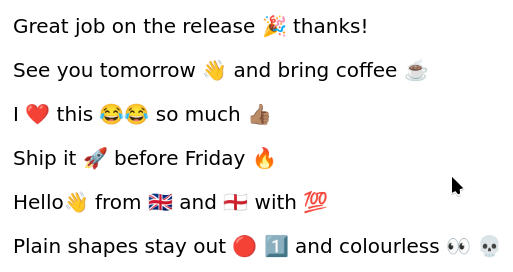 Great job on the release 🎉 thanks!
See you tomorrow 👋 and bring coffee ☕
I ❤️ this 😂😂 so much 👍🏽
Ship it 🚀 before Friday 🔥
Hello👋 from 🇬🇧 and 🏴󠁧󠁢󠁥󠁮󠁧󠁿 with 💯
Plain shapes stay out 🔴 1️⃣ and colourless 👀 💀